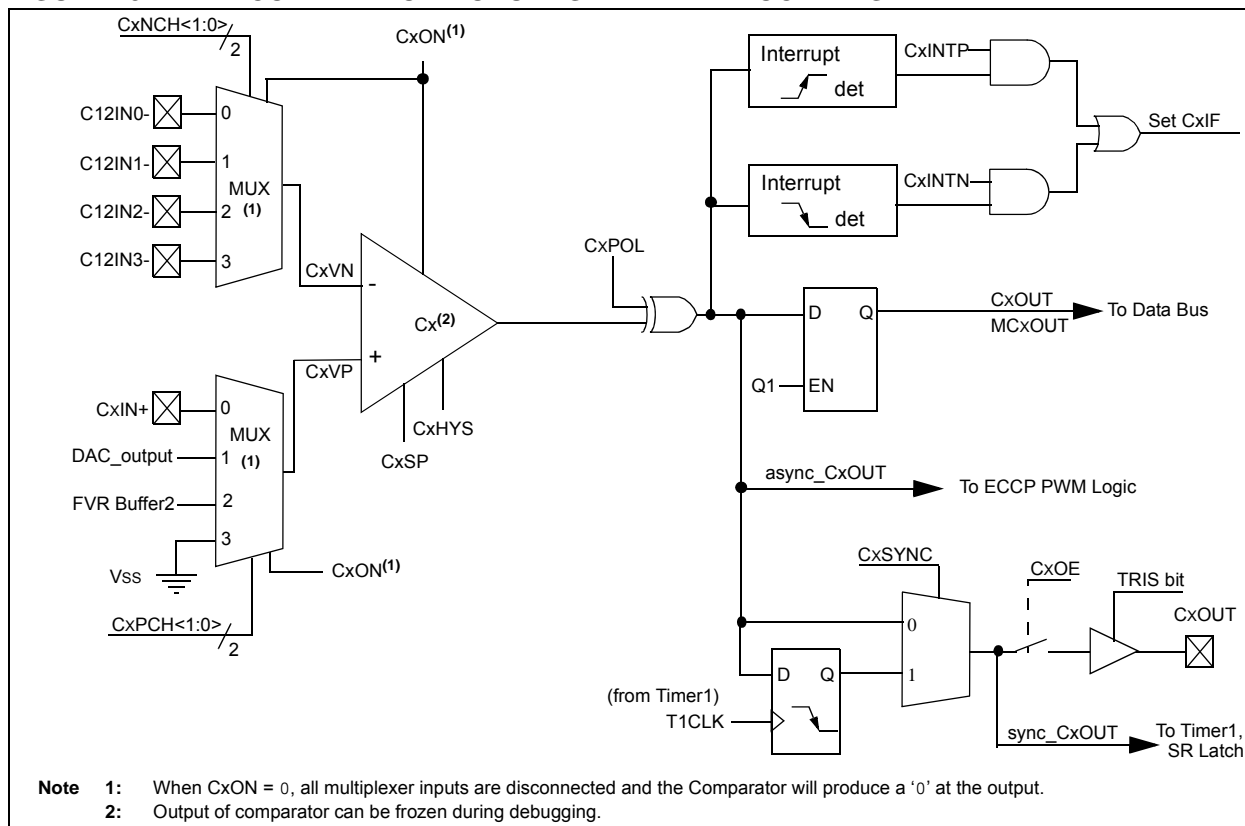 CxNCH<1:0>
2
CxON(1)
C12IN0-
C12IN1-
C12IN2-
C12IN3-
0
1
2
3
MUX
(1)
CxVN
-
Cx(2)
+
CxVP
CxHYS
CxSP
CxIN+
DAC_output
FVR Buffer2
VSS
0
1
2
3
MUX
(1)
CxON(1)
CxPCH<1:0>
2
CxPOL
Interrupt
det
CxINTP
Interrupt
det
CxINTN
Set CxIF
D
Q
Q1
EN
CxOUT
MCxOUT
To Data Bus
async_CxOUT
To ECCP PWM Logic
CxSYNC
0
1
D
Q
(from Timer1)
T1CLK
CxOE
TRIS bit
CxOUT
sync_CxOUT
To Timer1,
SR Latch
Note 1: When CxON = 0, all multiplexer inputs are disconnected and the Comparator will produce a ‘0’ at the output.
2: Output of comparator can be frozen during debugging.